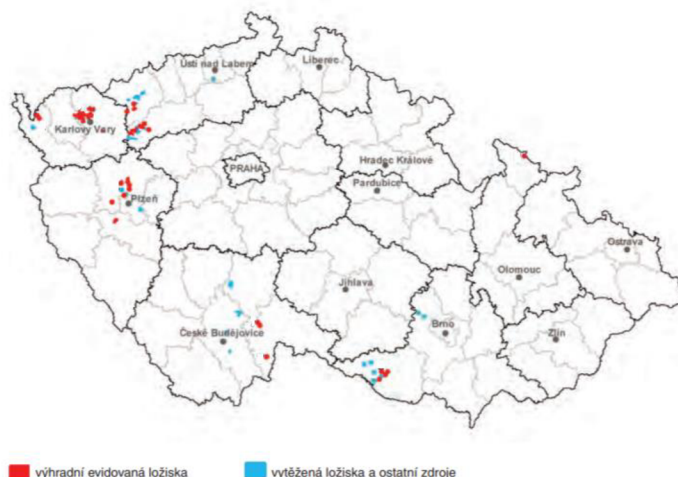 Ústí nad Labem
Liberec
Karlovy Vary
Hradec Králové
PRAHA
Pardubice
Plzeň
Ostrava
Olomouc
Jihlava
Brno
Zlín
České Budějovice
výhradní evidovaná ložiska
vytěžená ložiska a ostatní zdroje